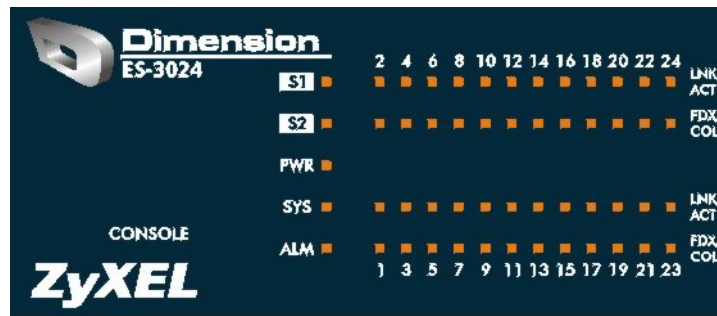 Dimension
ES-3024
2 4 6 8 10 12 14 16 18 20 22 24
S1
LNK
ACT
S2
FDX
COL
PWR
SYS
LNK
ACT
CONSOLE
ALM
FDX
COL
1 3 5 7 9 11 13 15 17 19 21 23
ZyXEL